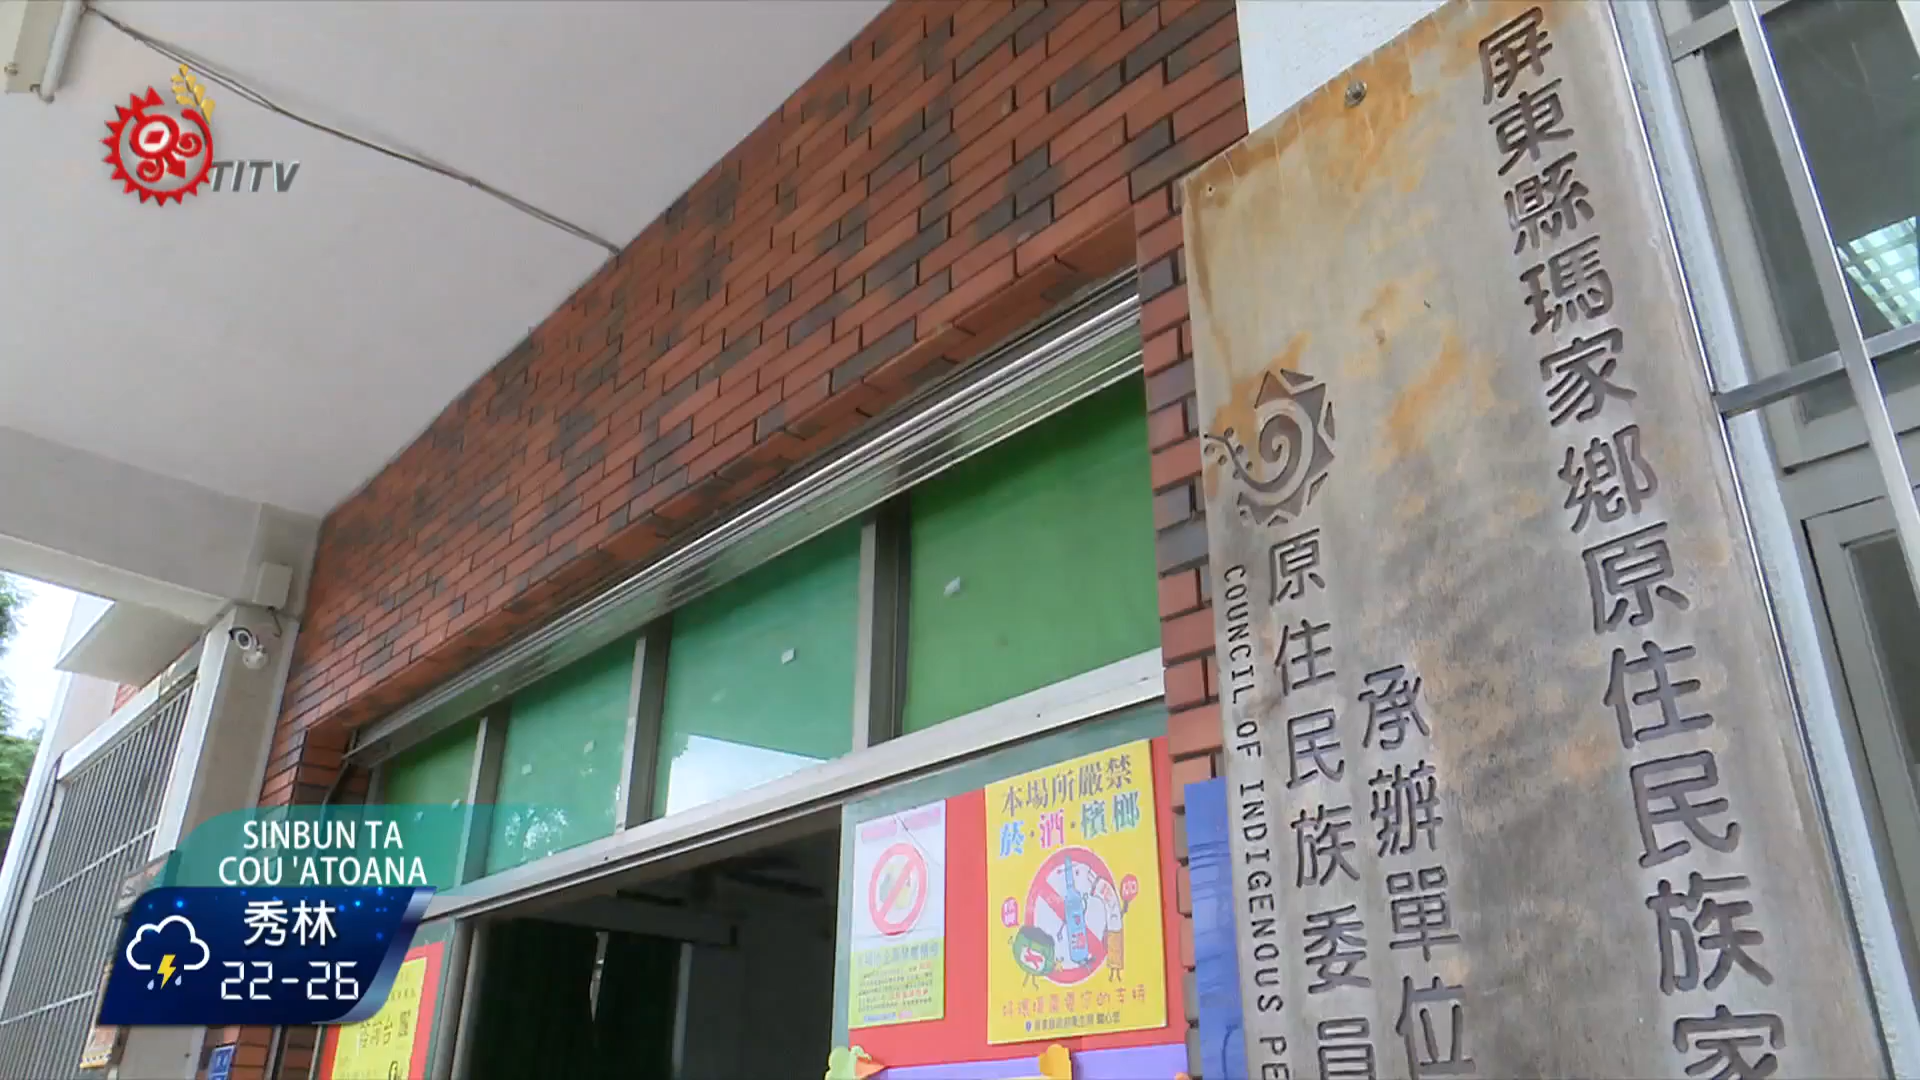 TITV
屏東縣瑪家鄉原住民族家
原住民族委員
COUNCIL OF INDIGENOUS PE
承辦單位
本場所嚴禁
菸·酒·檳榔
SINBUN TA
COU 'ATOANA
秀林
22-26